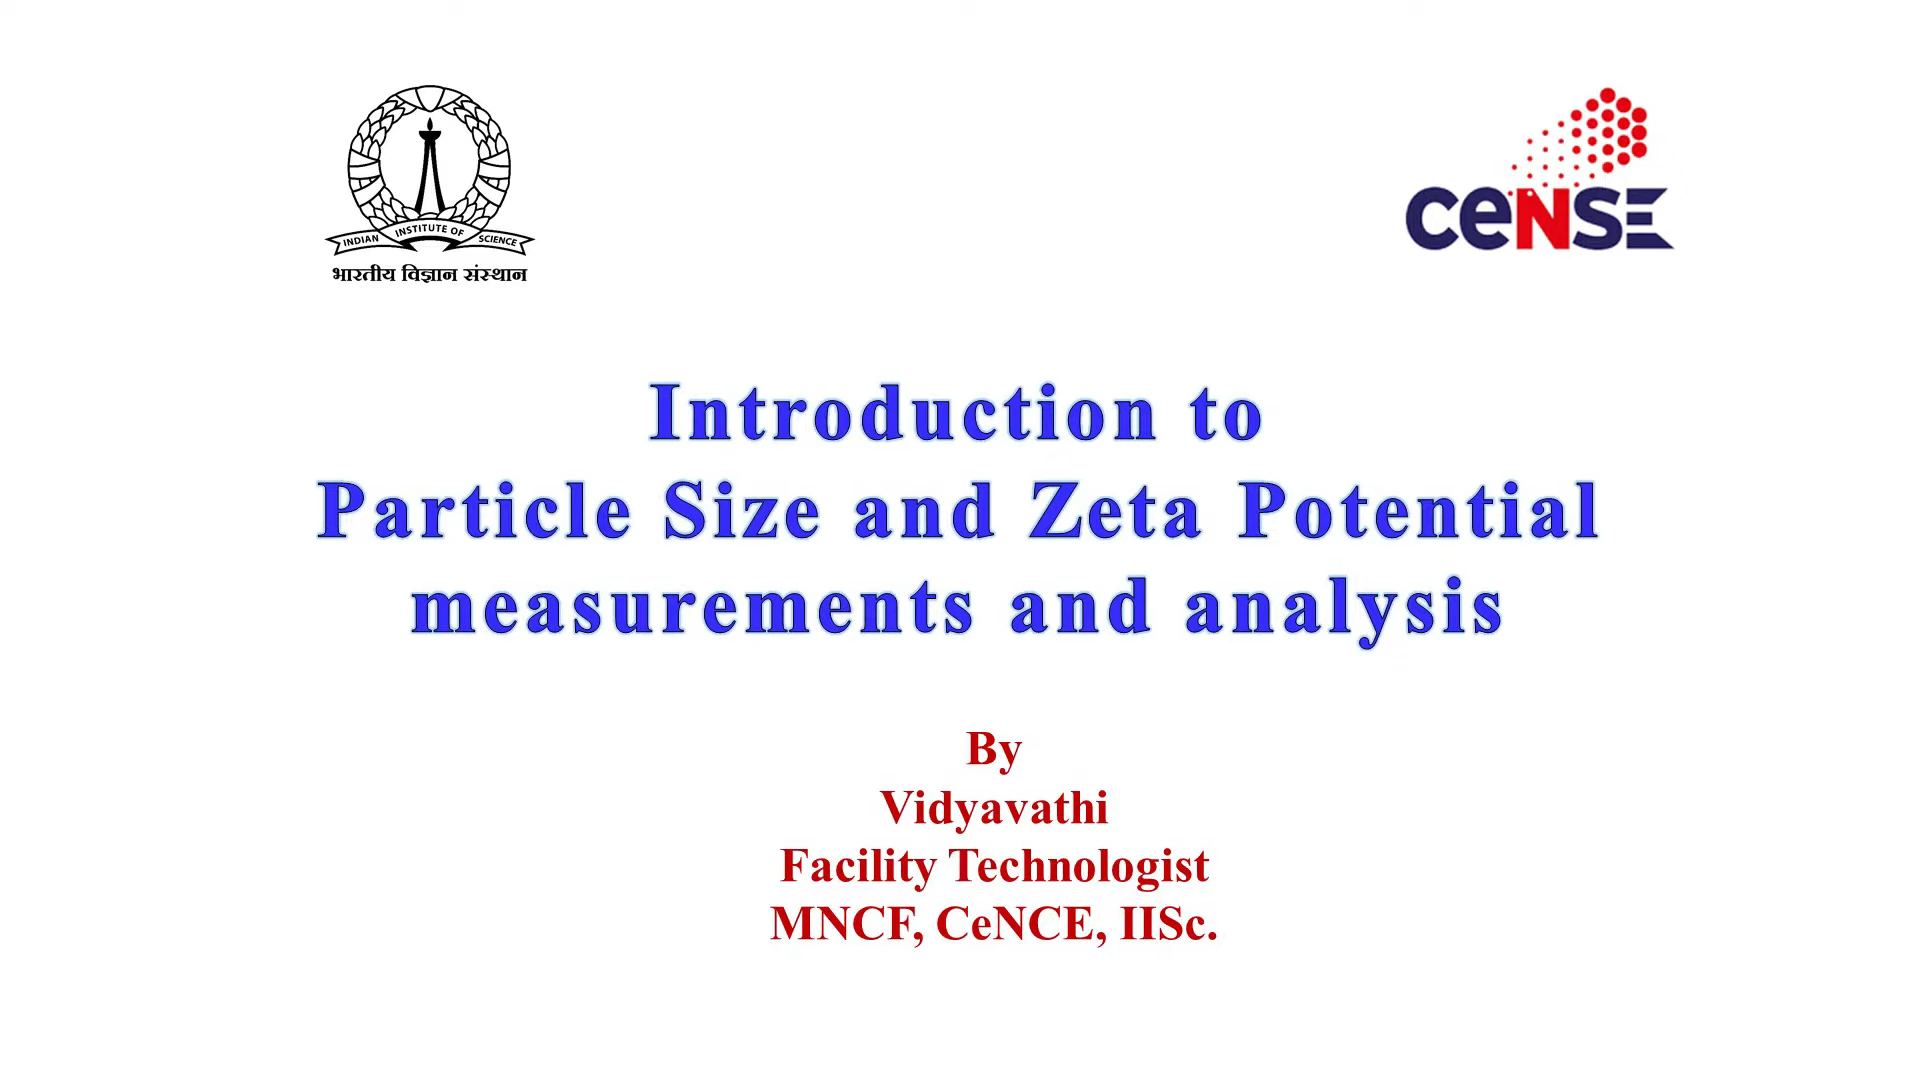 INDIAN INSTITUTE OF SCIENCE
भारतीय विज्ञान संस्थान
CeNSE
Introduction to
Particle Size and Zeta Potential
measurements and analysis
By
Vidyavathi
Facility Technologist
MNCF, CeNCE, IISc.